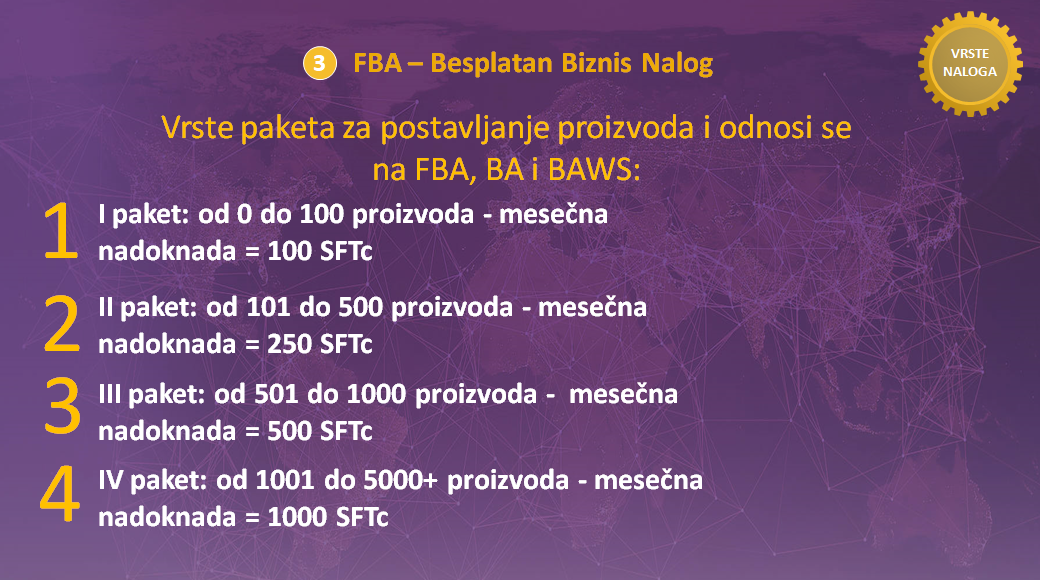 3 FBA – Besplatan Biznis Nalog
VRSTE
NALOGA
Vrste paketa za postavljanje proizvoda i odnosi se
na FBA, BA i BAWS:
1 I paket: od 0 do 100 proizvoda - mesečna
nadoknada = 100 SFTc
2 II paket: od 101 do 500 proizvoda - mesečna
nadoknada = 250 SFTc
3 III paket: od 501 do 1000 proizvoda - mesečna
nadoknada = 500 SFTc
4 IV paket: od 1001 do 5000+ proizvoda - mesečna
nadoknada = 1000 SFTc